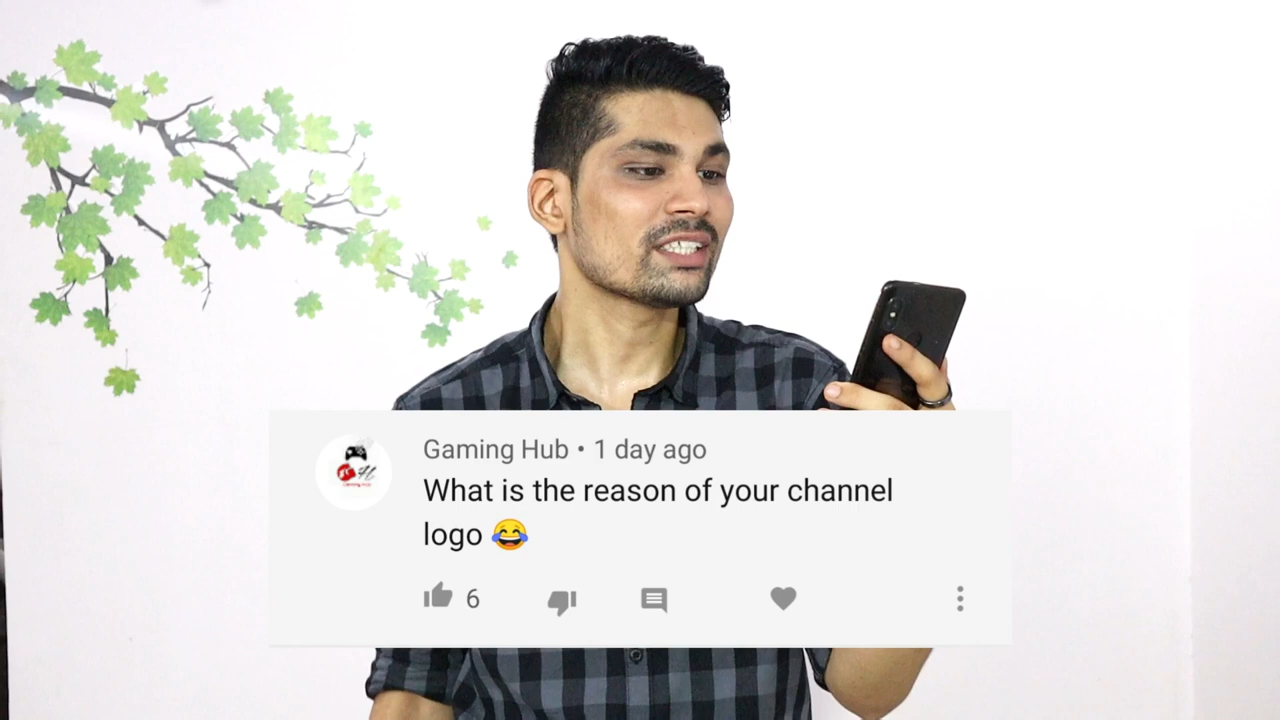 Gaming Hub • 1 day ago
What is the reason of your channel
logo 😂
6